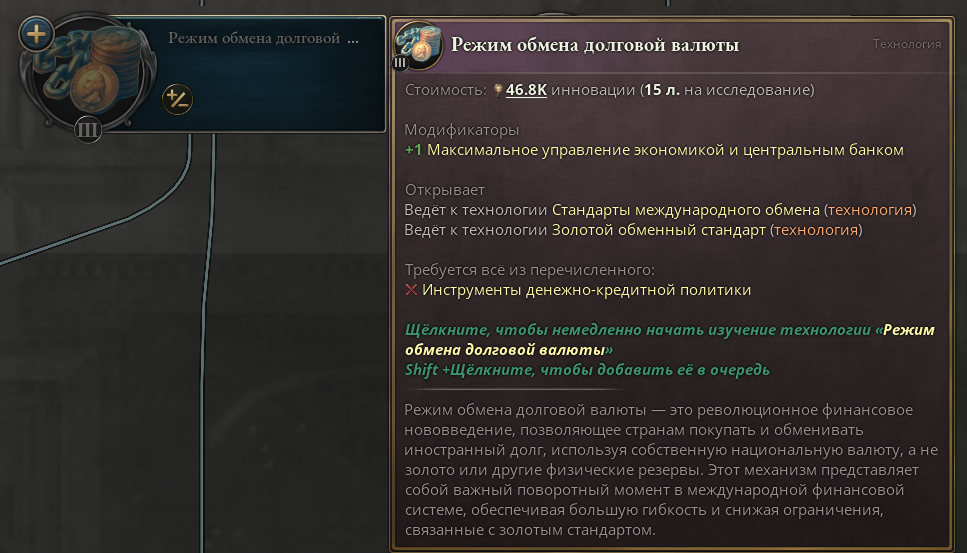 Режим обмена долговой ...
III
Режим обмена долговой валюты
Технология
III
Стоимость: 46.8K инновации (15 л. на исследование)
Модификаторы
+1 Максимальное управление экономикой и центральным банком
Открывает
Ведёт к технологии Стандарты международного обмена (технология)
Ведёт к технологии Золотой обменный стандарт (технология)
Требуется всё из перечисленного:
Инструменты денежно-кредитной политики
Щёлкните, чтобы немедленно начать изучение технологии «Режим
обмена долговой валюты»
Shift +Щёлкните, чтобы добавить её в очередь
Режим обмена долговой валюты — это революционное финансовое
нововведение, позволяющее странам покупать и обменивать
иностранный долг, используя собственную национальную валюту, а не
золото или другие физические резервы. Этот механизм представляет
собой важный поворотный момент в международной финансовой
системе, обеспечивая большую гибкость и снижая ограничения,
связанные с золотым стандартом.